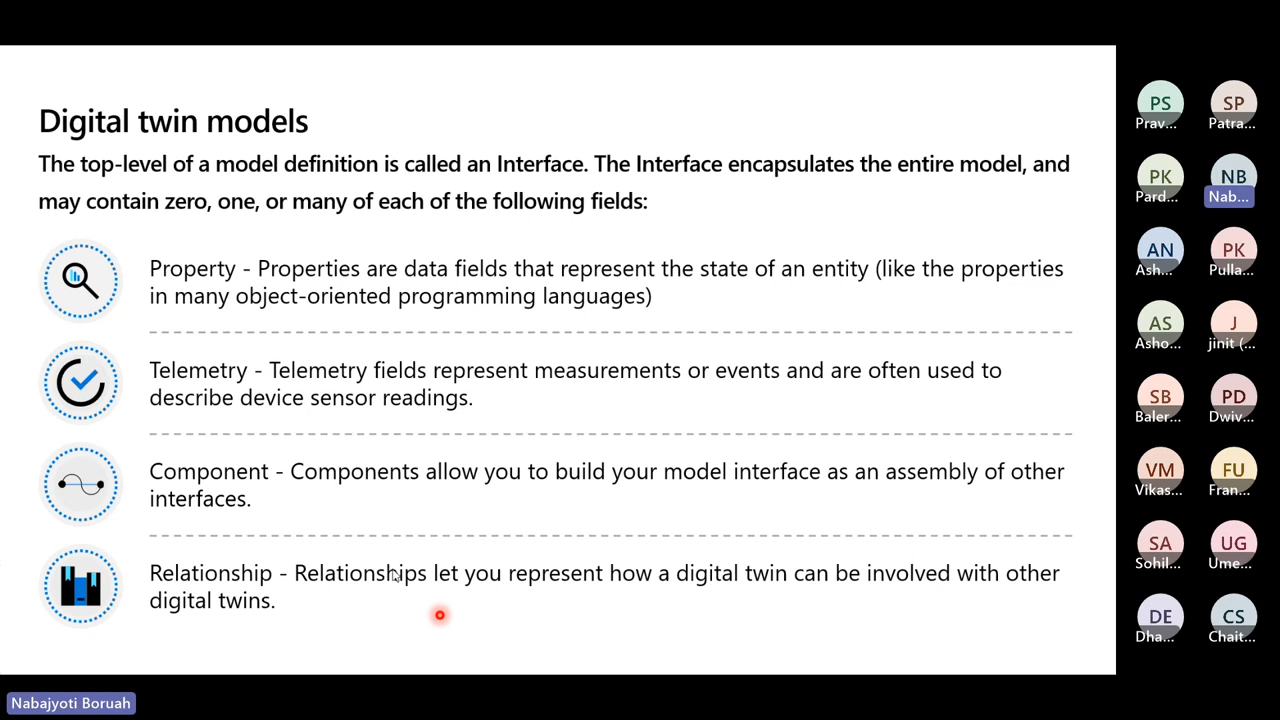 Digital twin models
The top-level of a model definition is called an Interface. The Interface encapsulates the entire model, and
may contain zero, one, or many of each of the following fields:
Property - Properties are data fields that represent the state of an entity (like the properties
in many object-oriented programming languages)
Telemetry - Telemetry fields represent measurements or events and are often used to
describe device sensor readings.
Component - Components allow you to build your model interface as an assembly of other
interfaces.
Relationship - Relationships let you represent how a digital twin can be involved with other
digital twins.
PS SP
Prav... Patra...
PK NB
Pard... Nab...
AN PK
Ash... Pulla...
AS J
Asho... jinit (...
SB PD
Baler... Dwiv...
VM FU
Vikas... Fran...
SA UG
Sohil... Ume...
DE CS
Dha... Chait...
Nabajyoti Boruah